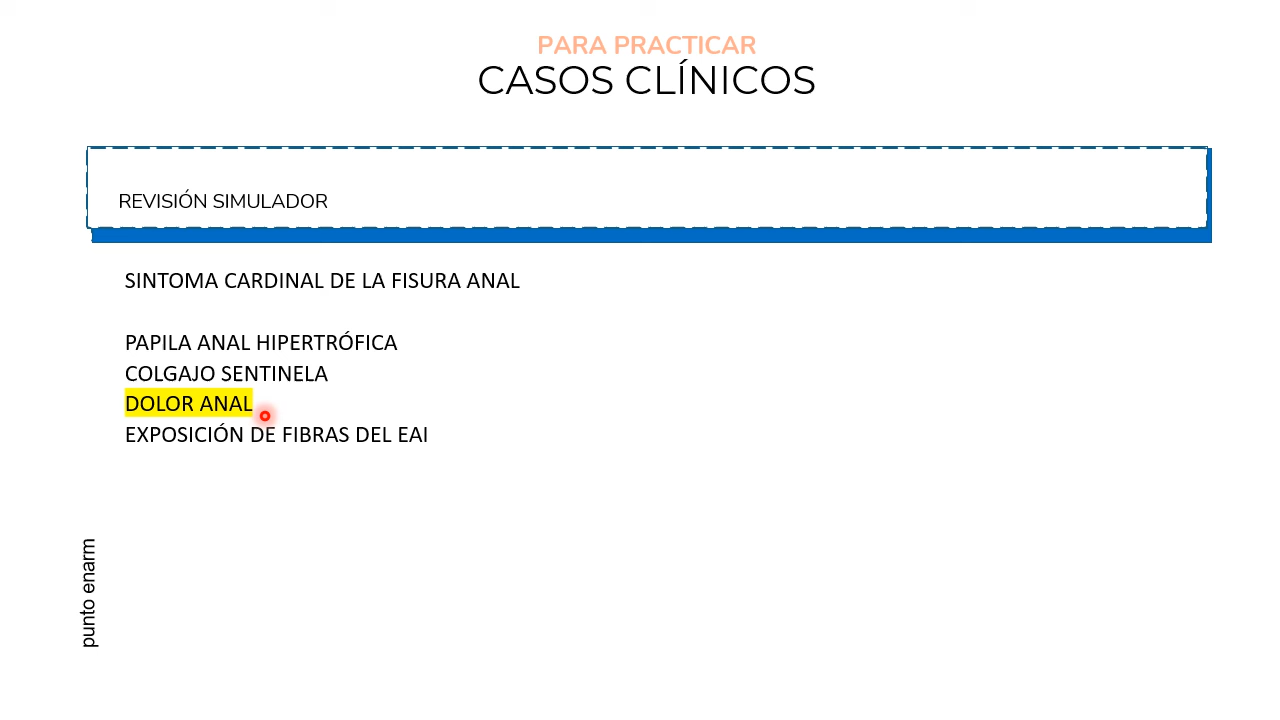 PARA PRACTICAR
CASOS CLÍNICOS
REVISIÓN SIMULADOR
SINTOMA CARDINAL DE LA FISURA ANAL
PAPILA ANAL HIPERTRÓFICA
COLGAJO SENTINELA
DOLOR ANAL
EXPOSICIÓN DE FIBRAS DEL EAI
punto enarm